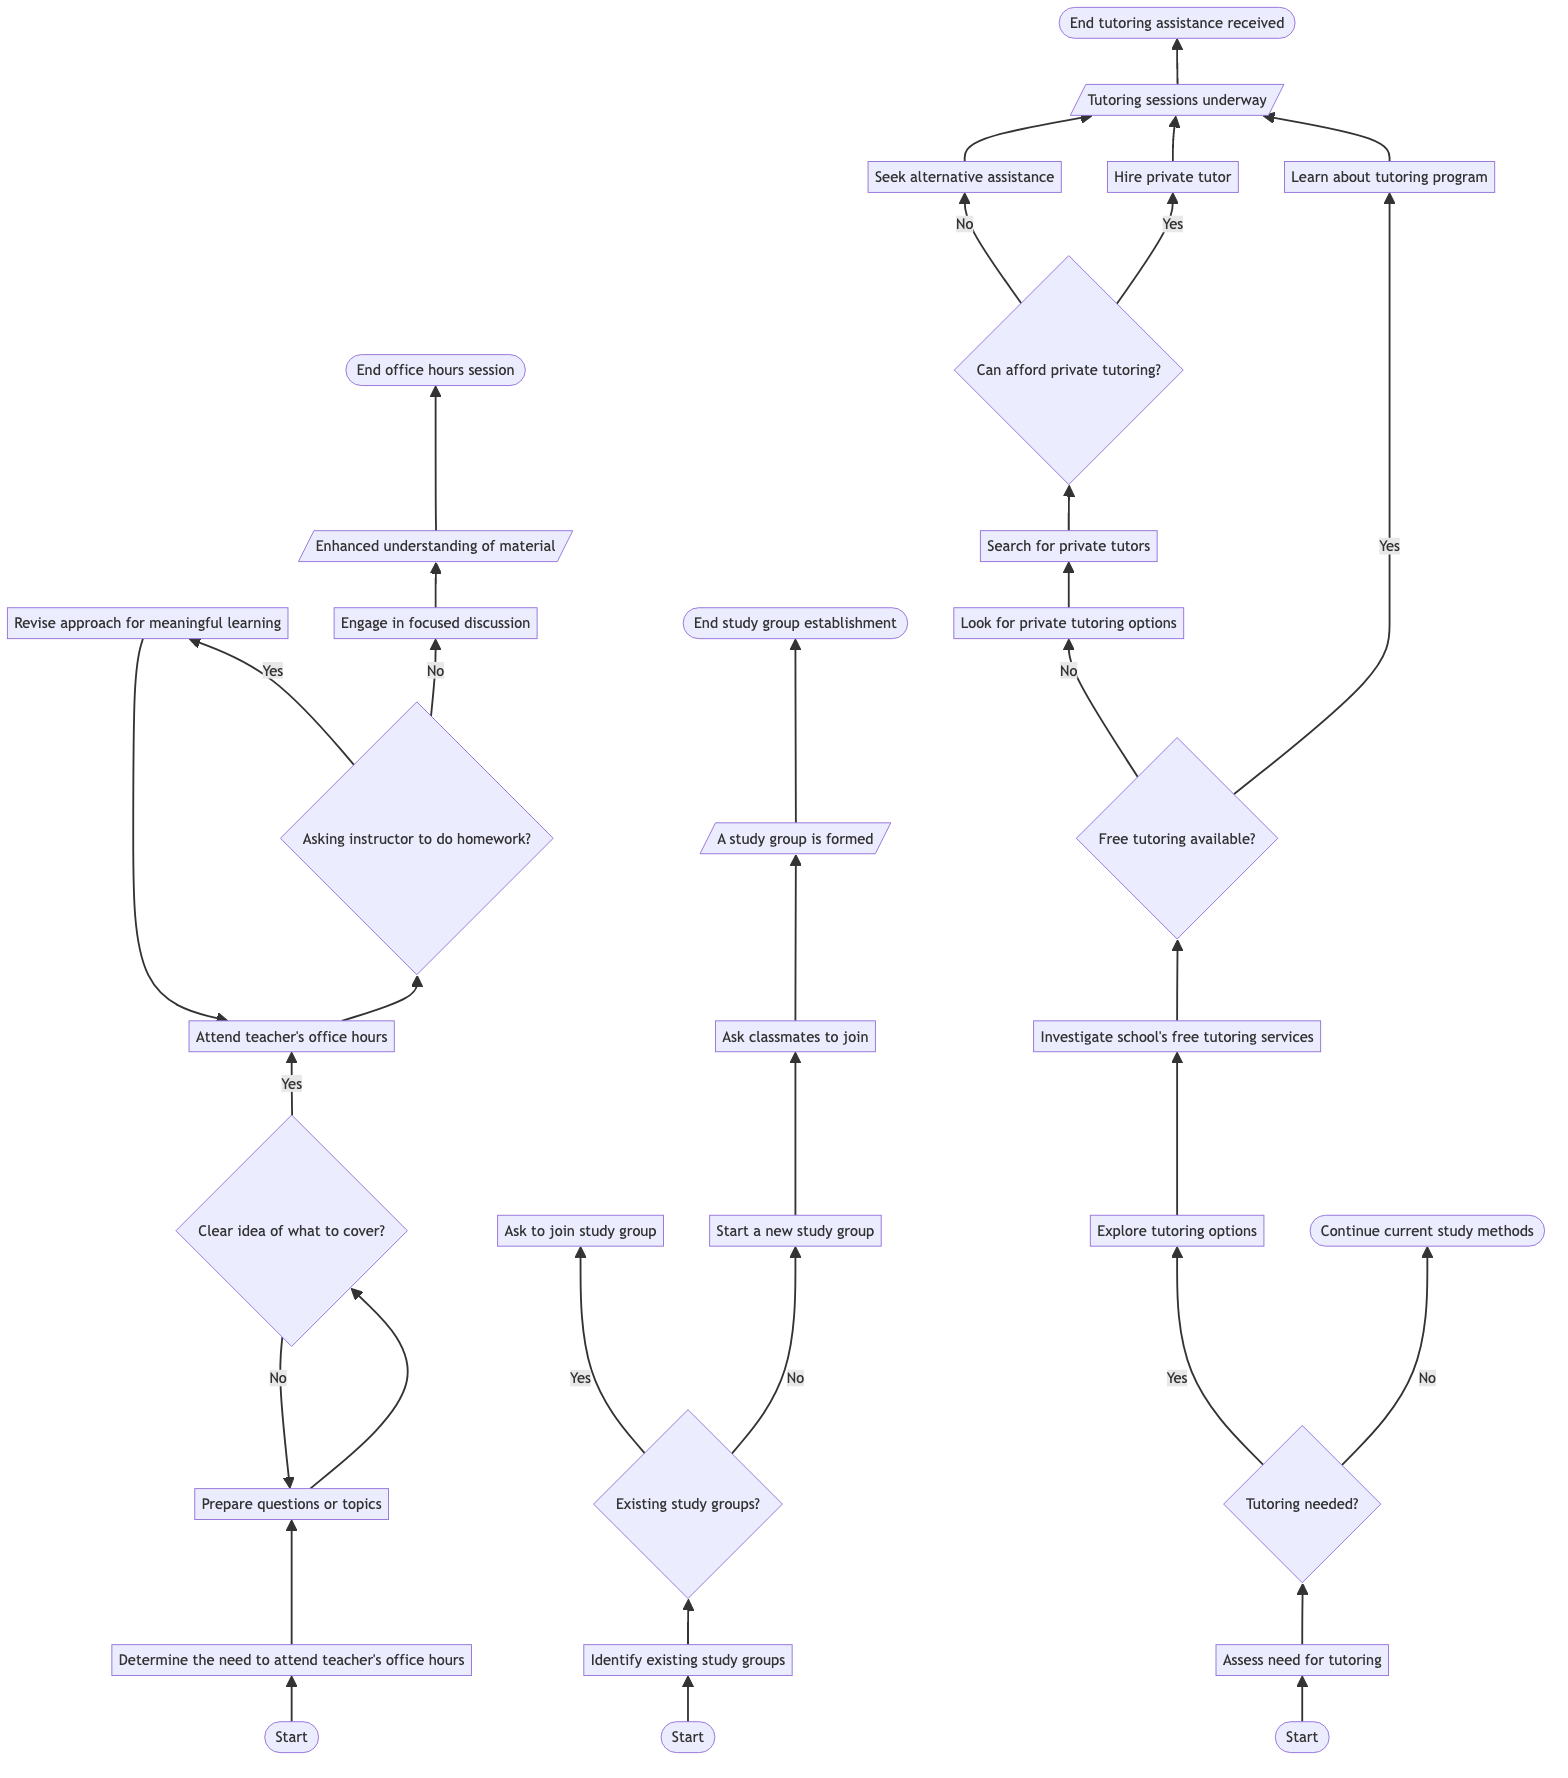 End tutoring assistance received
Tutoring sessions underway
Seek alternative assistance
Hire private tutor
Learn about tutoring program
No
Yes
Can afford private tutoring?
End office hours session
Enhanced understanding of material
Search for private tutors
Yes
Revise approach for meaningful learning
Engage in focused discussion
End study group establishment
Look for private tutoring options
Yes
No
No
Asking instructor to do homework?
A study group is formed
Free tutoring available?
Attend teacher's office hours
Ask classmates to join
Investigate school's free tutoring services
Yes
Clear idea of what to cover?
Ask to join study group
Start a new study group
Explore tutoring options
Continue current study methods
No
Yes
No
Yes
No
Prepare questions or topics
Existing study groups?
Tutoring needed?
Determine the need to attend teacher's office hours
Identify existing study groups
Assess need for tutoring
Start
Start
Start